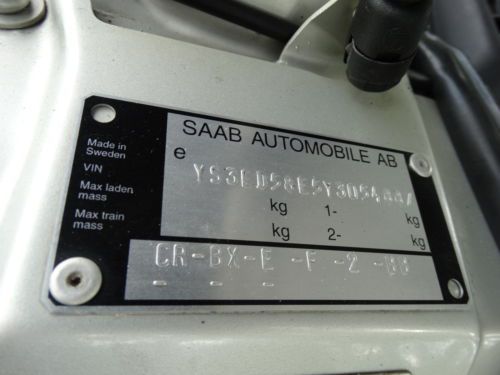 SAAB AUTOMOBILE AB
Made in
Sweden
e
VIN
Max laden
mass
kg 1- kg
Max train
mass
kg 2- kg
CR-BX-E -F -2
- - -